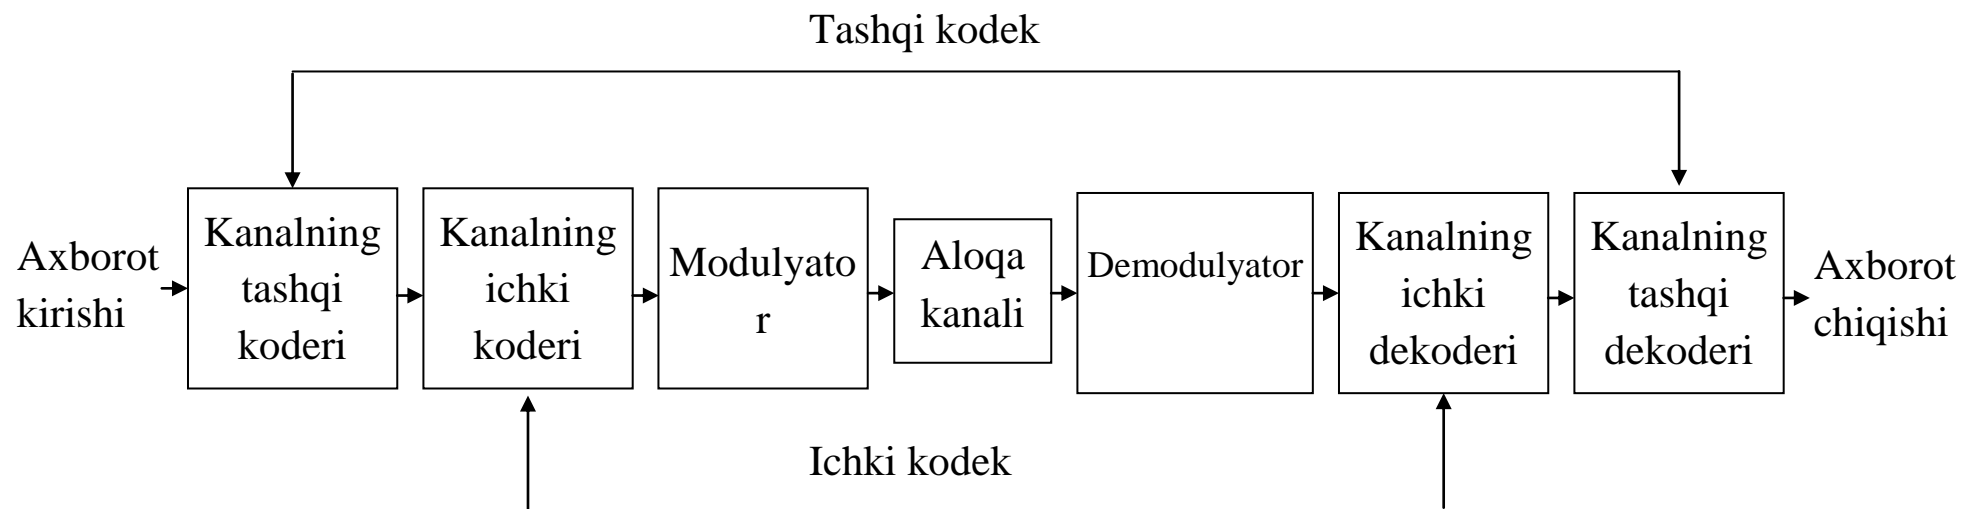 Tashqi kodek
Axborot
kirishi
Kanalning
tashqi
koderi
Kanalning
ichki
koderi
Modulyato
r
Aloqa
kanali
Demodulyator
Kanalning
ichki
dekoderi
Kanalning
tashqi
dekoderi
Axborot
chiqishi
Ichki kodek